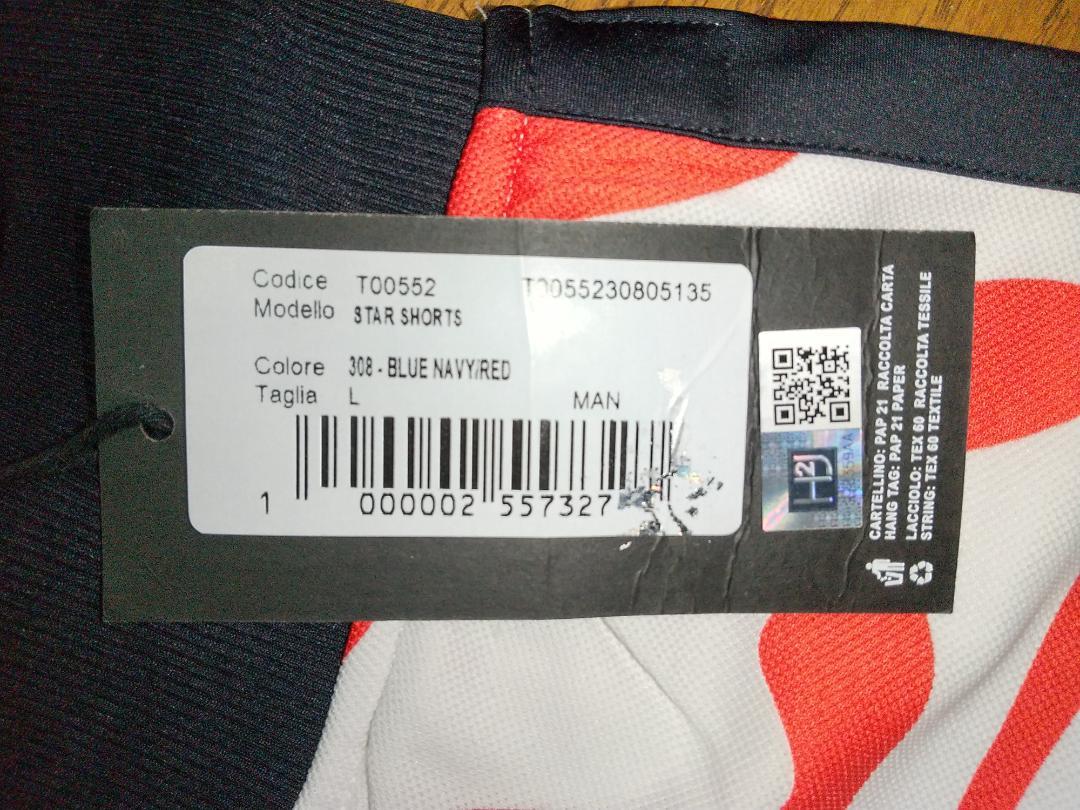 Codice T00552 T0055230805135
Modello STAR SHORTS
Colore 308 - BLUE NAVY/RED
Taglia L MAN
1 000002 557327
CARTELLINO: PAP 21 RACCOLTA CARTA
HANG TAG: PAP 21 PAPER
LACCIOLO: TEX 60 RACCOLTA TESSILE
STRING: TEX 60 TEXTILE